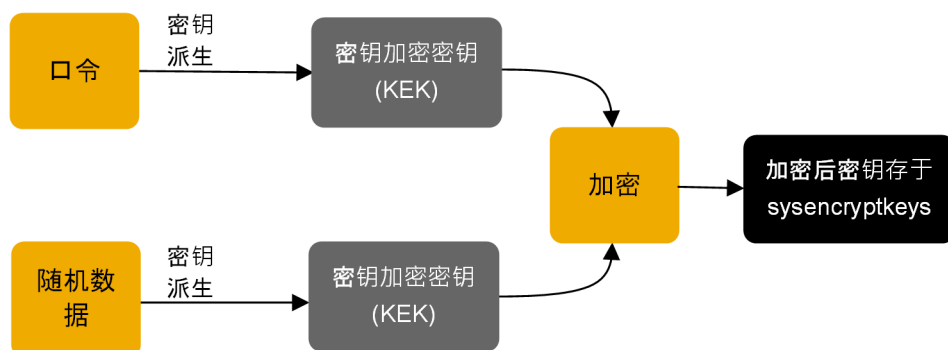 口令
密钥
派生
密钥加密密钥
(KEK)
加密
加密后密钥存于
sysencryptkeys
随机数
据
密钥
派生
密钥加密密钥
(KEK)